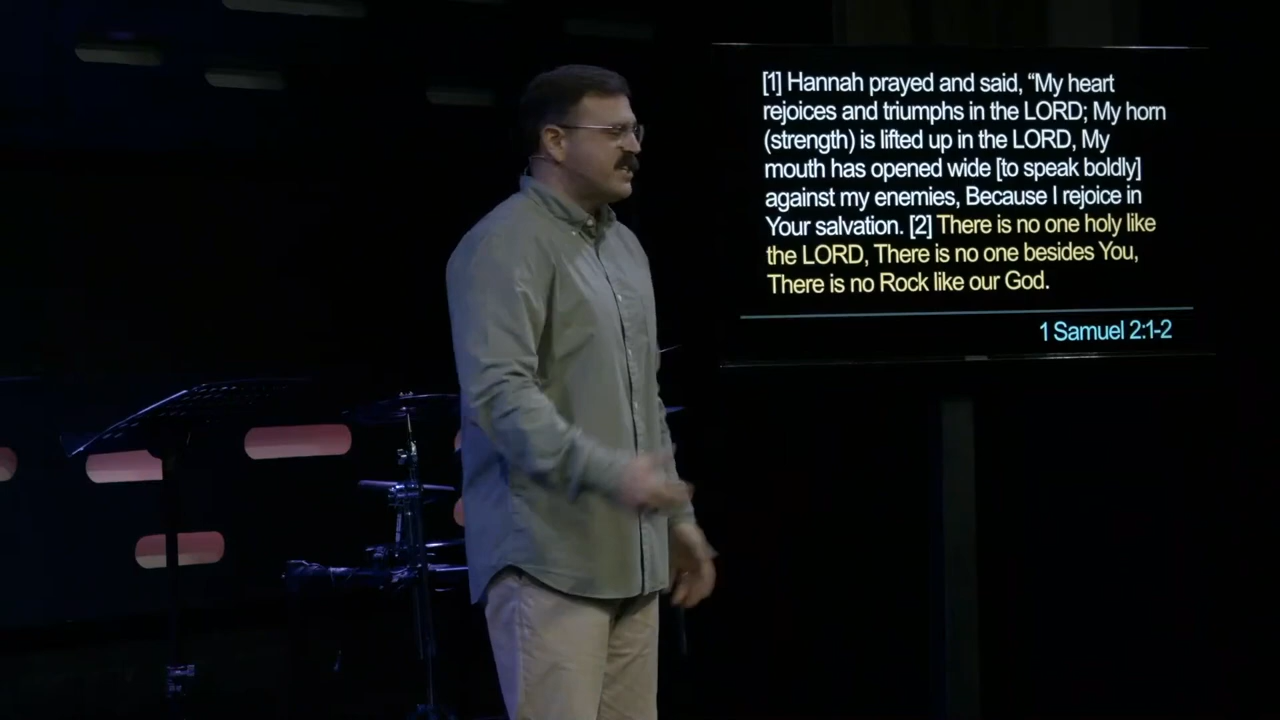 [1] Hannah prayed and said, “My heart
rejoices and triumphs in the LORD; My horn
(strength) is lifted up in the LORD, My
mouth has opened wide [to speak boldly]
against my enemies, Because I rejoice in
Your salvation. [2] There is no one holy like
the LORD, There is no one besides You,
There is no Rock like our God.
1 Samuel 2:1-2